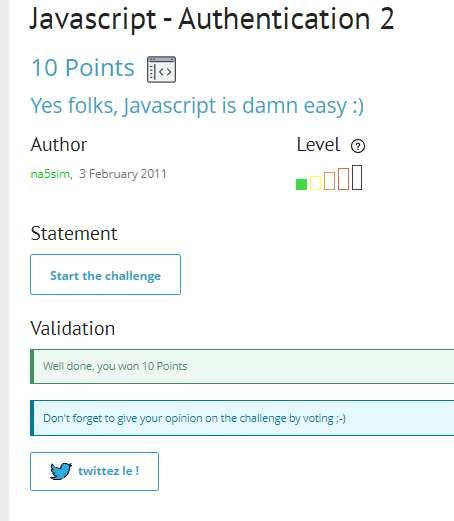 Javascript - Authentication 2
10 Points
Yes folks, Javascript is damn easy :)
Author
Level
na5sim, 3 February 2011
Statement
Start the challenge
Validation
Well done, you won 10 Points
Don't forget to give your opinion on the challenge by voting ;-)
twittez le !